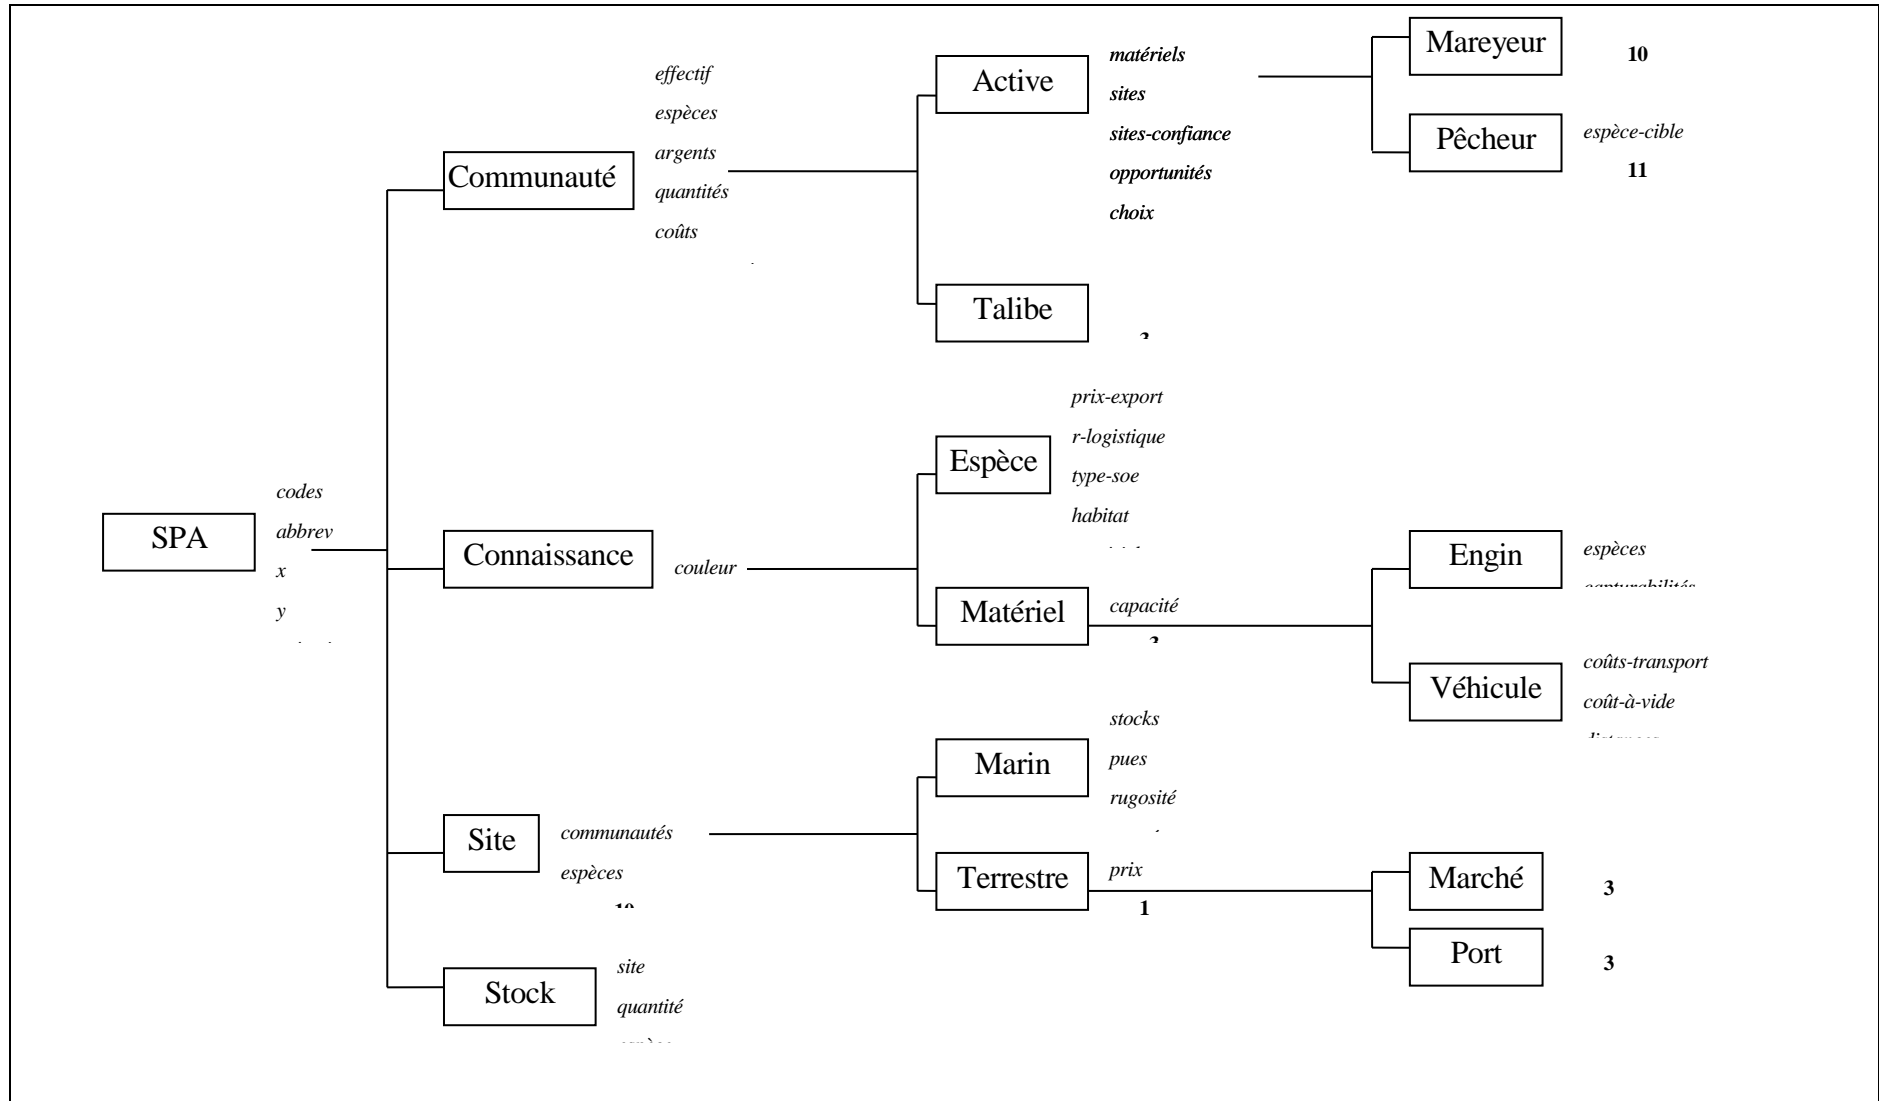 SPA
codes
abbrev
x
y
Communauté
effectif
espèces
argents
quantités
coûts
Active
matériels
sites
sites-confiance
opportunités
choix
Mareyeur
10
Pêcheur
espèce-cible
11
Talibe
Connaissance
couleur
Espèce
prix-export
r-logistique
type-soe
habitat
Matériel
capacité
Engin
espèces
Véhicule
coûts-transport
coût-à-vide
Site
communautés
espèces
Marin
stocks
pues
rugosité
Terrestre
prix
1
Marché
3
Port
3
Stock
site
quantité